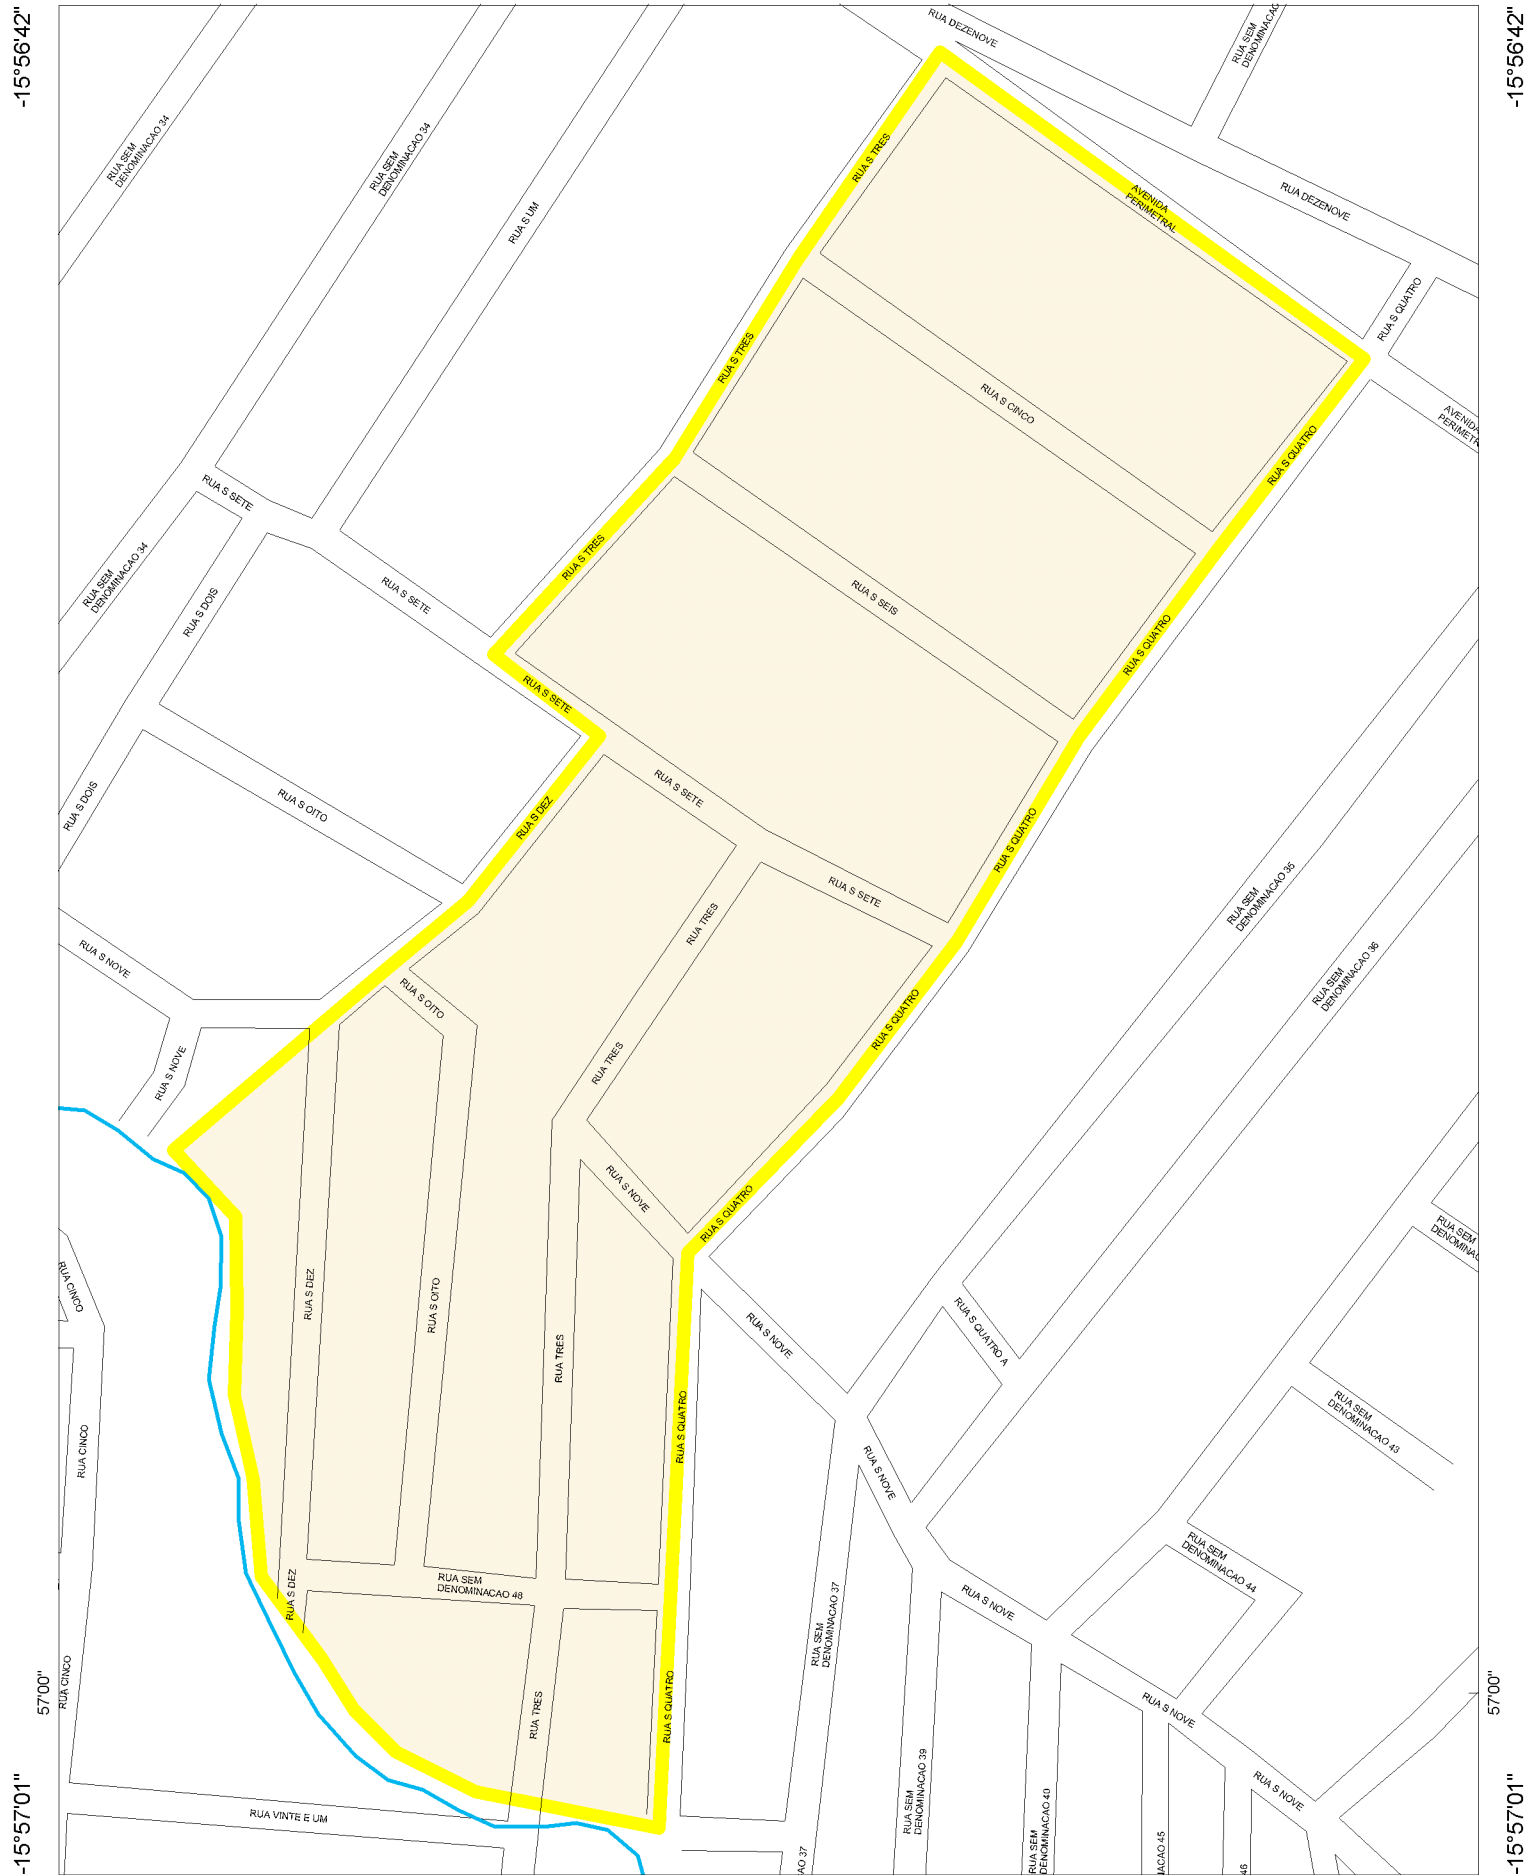 -15°56'42"
-15°56'42"
RUA DEZENOVE
RUA SEM
RUA SEM
DENOMINACAO 34
RUA SEM
DENOMINACAO 34
RUA S UM
RUA S TRES
AVENIDA
PERIMETRAL
RUA DEZENOVE
RUA S QUATRO
RUA S TRES
RUA S CINCO
RUA S QUATRO
RUA S SETE
RUA S TRES
RUA SEM
DENOMINACAO 34
RUA S DOIS
RUA S SETE
RUA S SEIS
RUA S QUATRO
RUA S SETE
RUA S DOIS
RUA S OITO
RUA S DEZ
RUA S SETE
RUA S QUATRO
RUA S SETE
RUA TRES
RUA SEM
DENOMINACAO 35
RUA S NOVE
RUA S OITO
RUA S QUATRO
RUA SEM
DENOMINACAO 36
RUA S NOVE
RUA TRES
RUA S NOVE
RUA S QUATRO
RUA SEM
RUA CINCO
RUA S DEZ
RUA S OITO
RUA TRES
RUA S NOVE
RUA S QUATRO A
RUA S QUATRO
RUA CINCO
RUA SEM
DENOMINACAO 43
RUA S NOVE
RUA S DEZ
RUA SEM
DENOMINACAO 48
RUA SEM
DENOMINACAO 37
RUA S NOVE
RUA SEM
DENOMINACAO 44
57'00"
RUA CINCO
RUA TRES
RUA S QUATRO
RUA S NOVE
57'00"
RUA VINTE E UM
RUA SEM
DENOMINACAO 39
RUA SEM
DENOMINACAO 40
RUA S NOVE
-15°57'01"
-15°57'01"